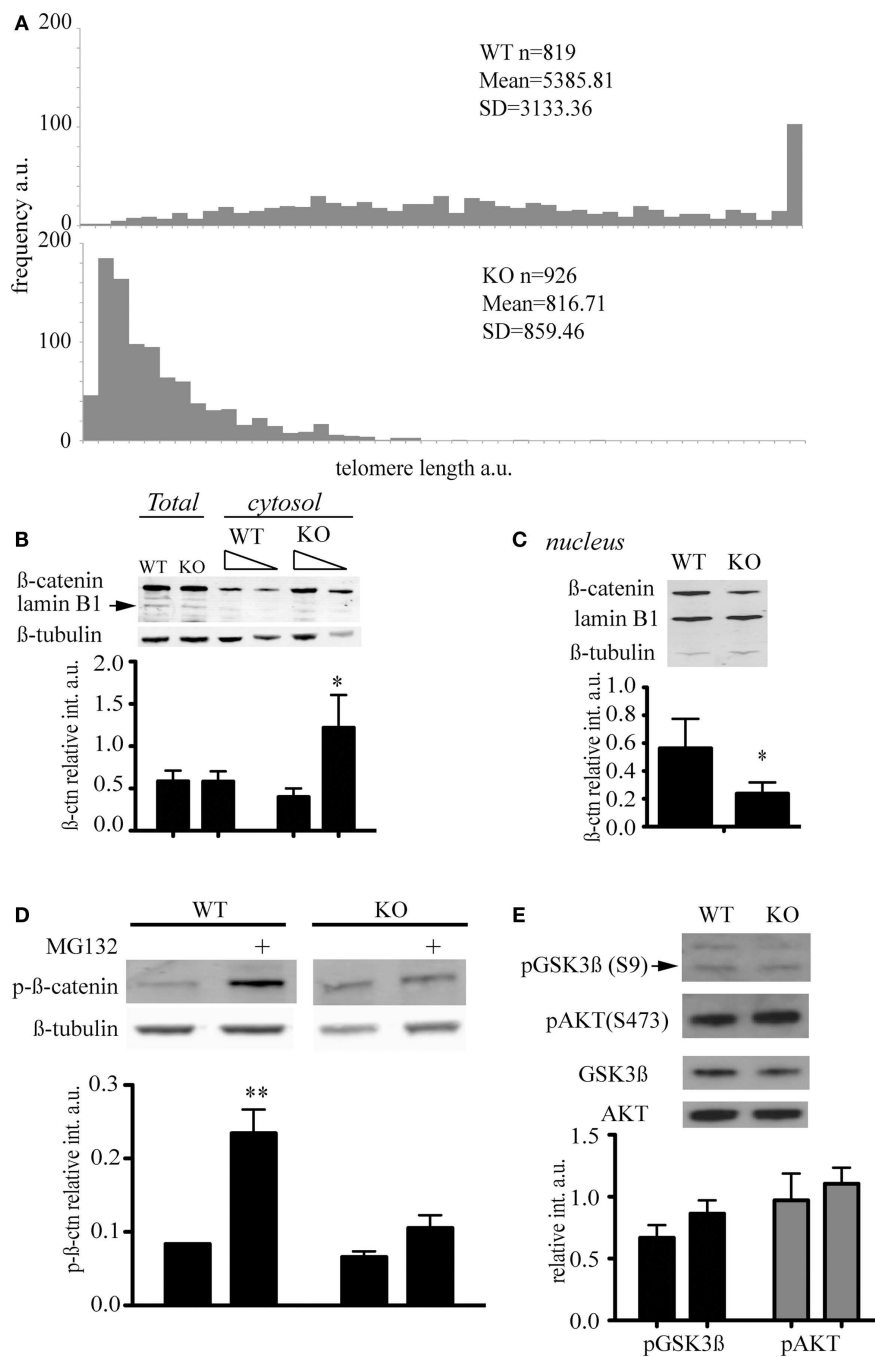 A
200
WT n=819
Mean=5385.81
SD=3133.36
100
0
frequency a.u.
200
KO n=926
Mean=816.71
SD=859.46
100
0
telomere length a.u.
Total cytosol
B
WT KO
WT KO
ß-catenin
lamin B1
ß-tubulin
2.0
1.5
1.0
0.5
0.0
ß-ctn relative int. a.u.
*
C nucleus
WT KO
ß-catenin
lamin B1
ß-tubulin
1.0
0.8
0.6
0.4
0.2
0.0
ß-ctn relative int. a.u.
*
D
WT KO
MG132 + +
p-ß-catenin
ß-tubulin
0.3
0.2
0.1
0.0
p-ß-ctn relative int. a.u.
**
E
WT KO
pGSK3ß (S9)
pAKT(S473)
GSK3ß
AKT
1.5
1.0
0.5
0.0
relative int. a.u.
pGSK3ß pAKT